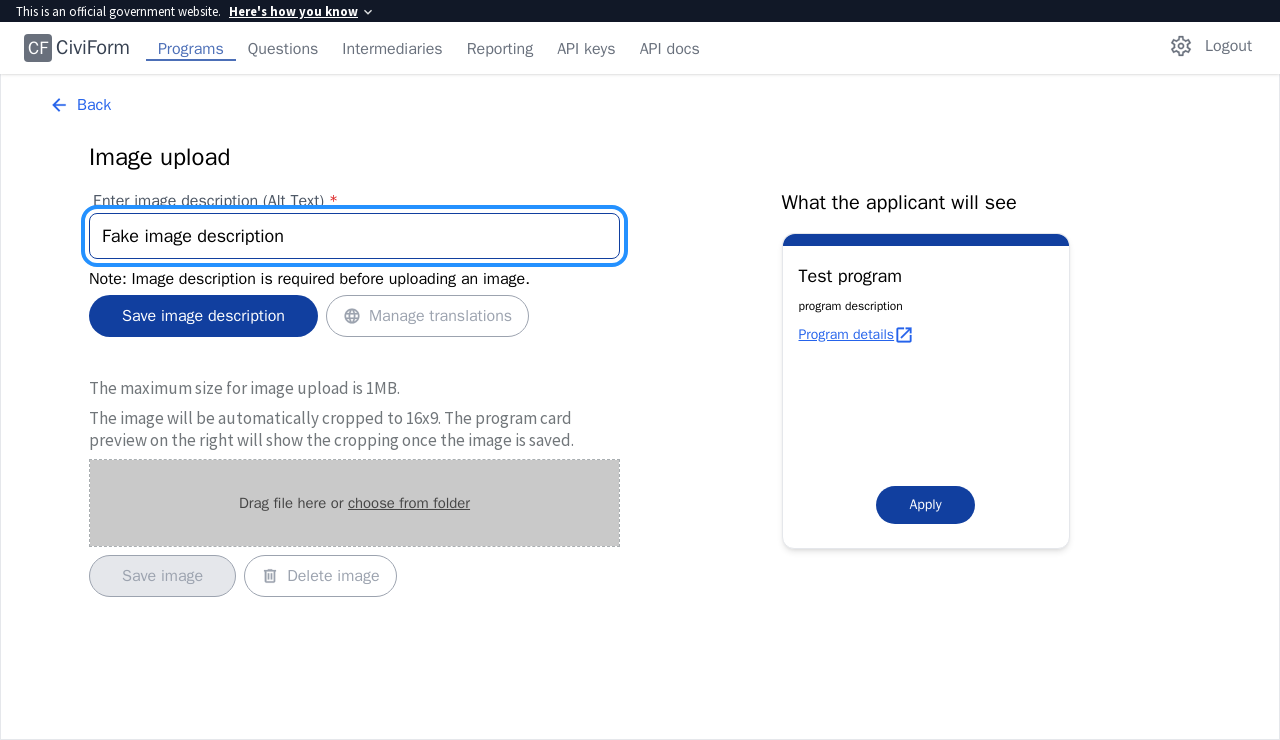 This is an official government website. Here's how you know
CF CiviForm Programs Questions Intermediaries Reporting API keys API docs Logout
Back
Image upload
Enter image description (Alt Text) *
Fake image description
Note: Image description is required before uploading an image.
Save image description Manage translations
The maximum size for image upload is 1MB.
The image will be automatically cropped to 16x9. The program card
preview on the right will show the cropping once the image is saved.
Drag file here or choose from folder
Save image Delete image
What the applicant will see
Test program
program description
Program details
Apply